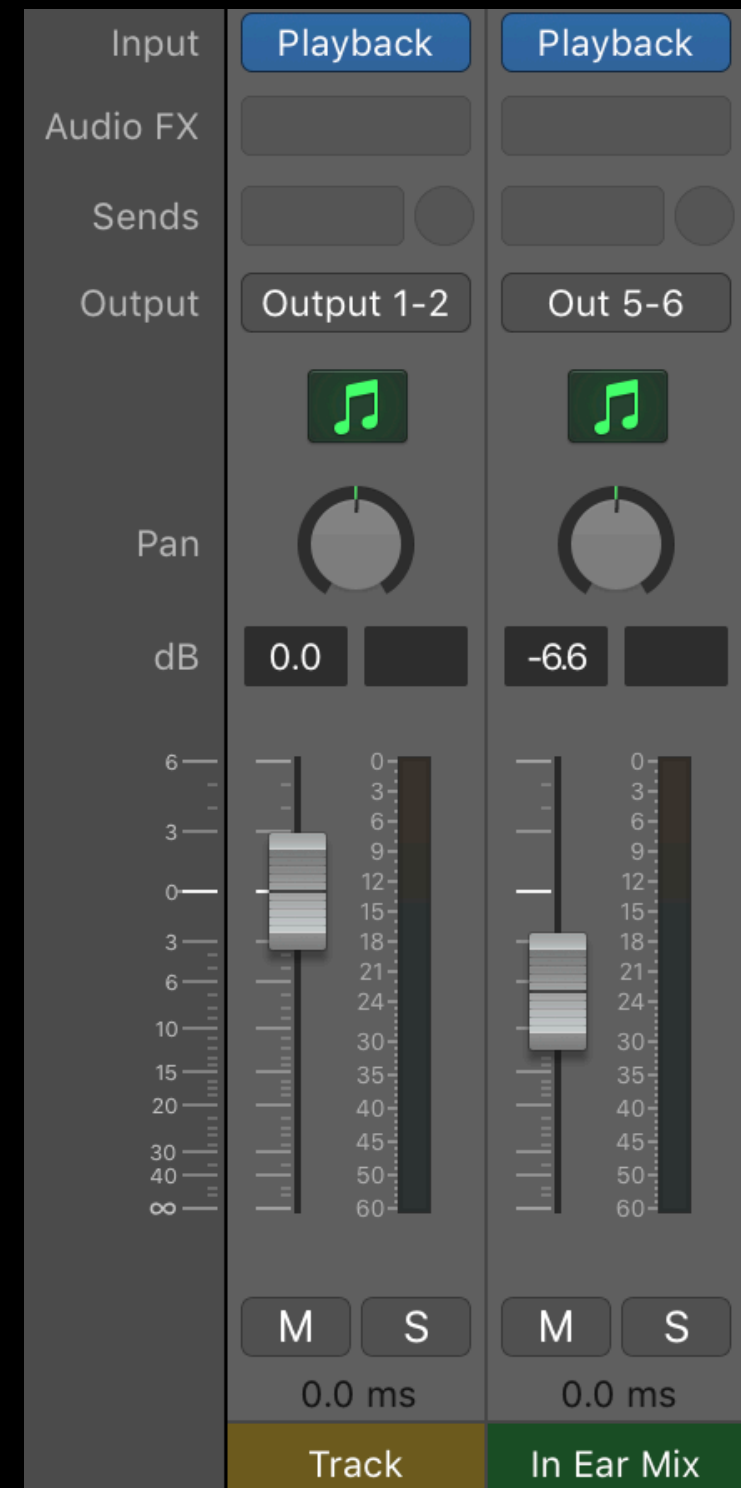 Input Playback Playback
Audio FX
Sends
Output Output 1-2 Out 5-6
Pan
dB 0.0 -6.6
6 0 0
3 3
3 6 6
9 9
0 12 12
15 15
3 18 18
6 21 21
24 24
10 30 30
15 35 35
20 40 40
30 45 45
40 50 50
∞ 60 60
M S M S
0.0 ms 0.0 ms
Track In Ear Mix